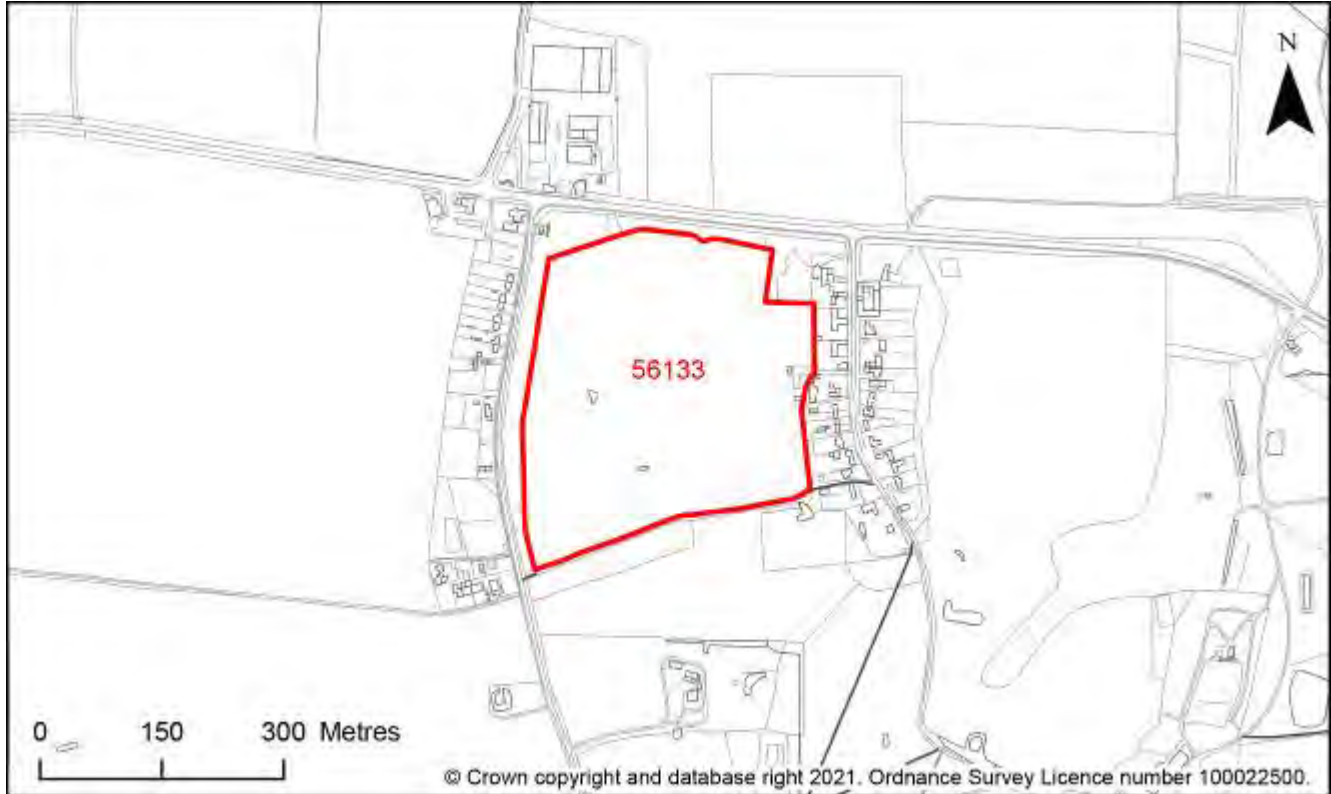 N
56133
0 150 300 Metres
© Crown copyright and database right 2021. Ordnance Survey Licence number 100022500.